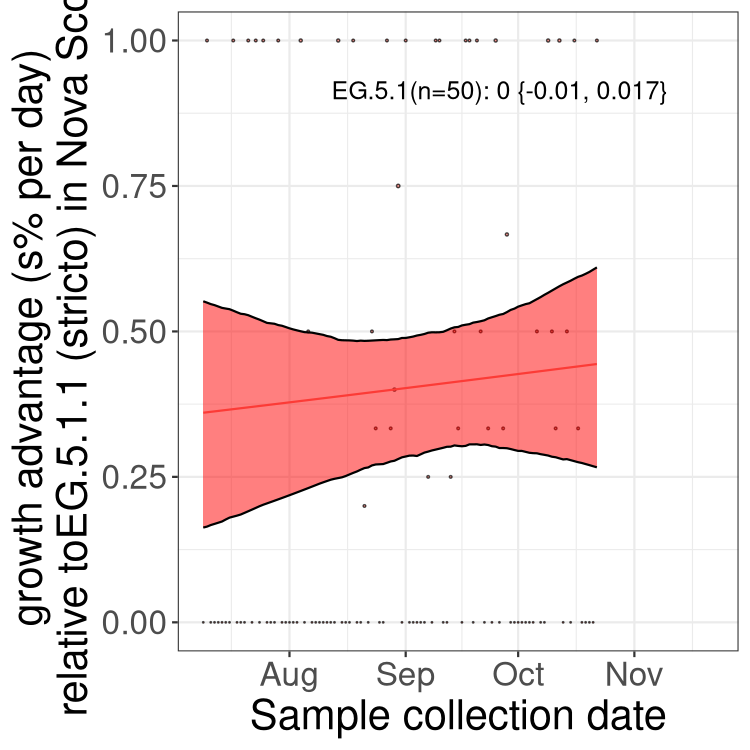 growth advantage (s% per day)
relative toEG.5.1.1 (stricto) in Nova Sco
1.00
0.75
0.50
0.25
0.00
EG.5.1(n=50): 0 {-0.01, 0.017}
Aug Sep Oct Nov
Sample collection date